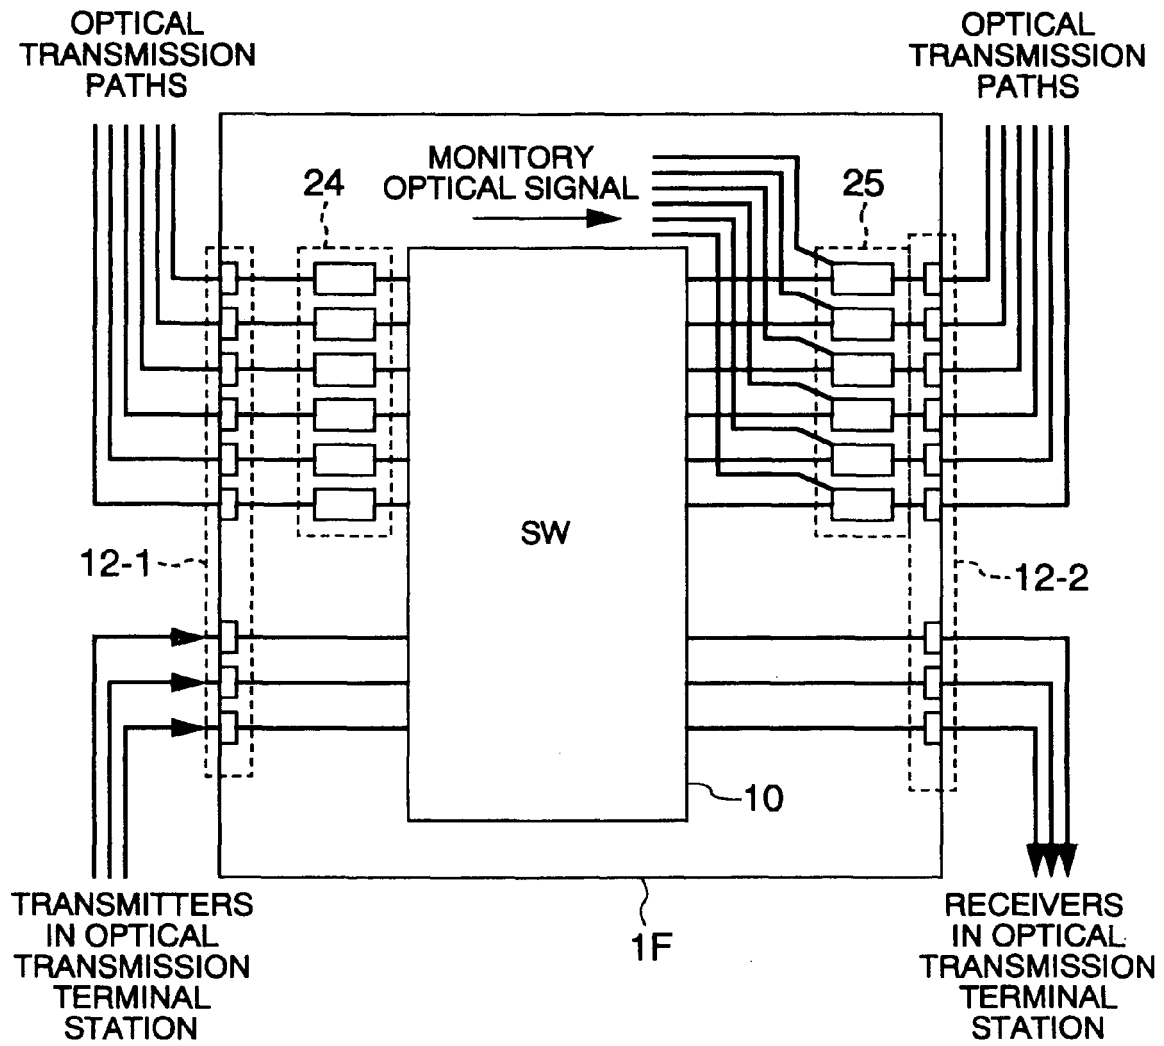 OPTICAL
TRANSMISSION
PATHS
OPTICAL
TRANSMISSION
PATHS
MONITORY
OPTICAL SIGNAL
24
25
SW
12-1
12-2
10
1F
TRANSMITTERS
IN OPTICAL
TRANSMISSION
TERMINAL
STATION
RECEIVERS
IN OPTICAL
TRANSMISSION
TERMINAL
STATION